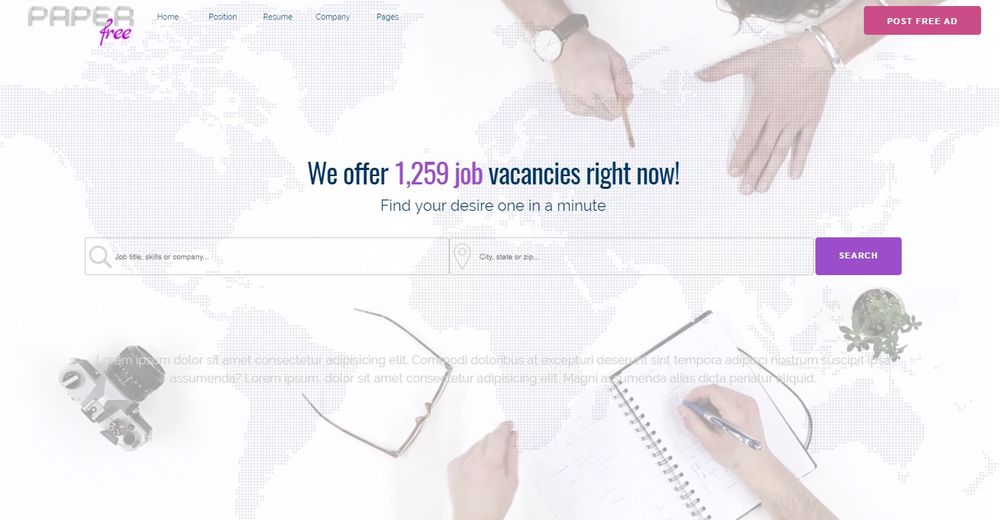 PAPER
free
Home Position Resume Company Pages
POST FREE AD
We offer 1,259 job vacancies right now!
Find your desire one in a minute
Job title, skills or company...
City, state or zip...
SEARCH
Lorem ipsum dolor sit amet consectetur adipisicing elit. Commodi doloribus at excepturi deserunt sint tempora adipisci nostrum suscipit ipsa
assumenda? Lorem ipsum, dolor sit amet consectetur adipisicing elit. Magni assumenda alias dicta pariatur aliquid.